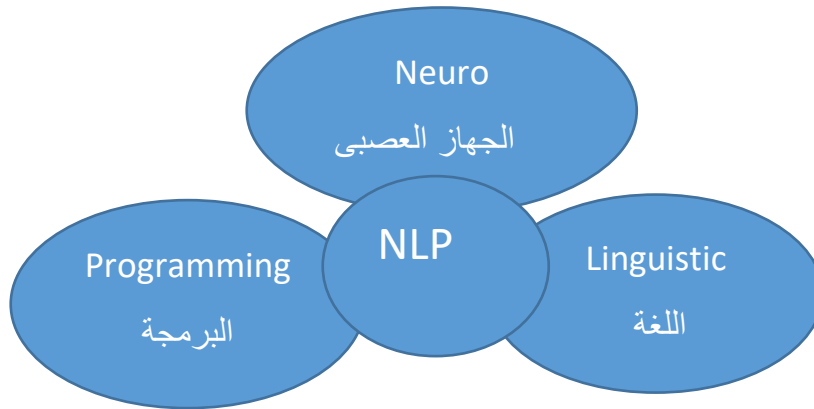 Neuro
الجهاز العصبى
NLP
Programming
البرمجة
Linguistic
اللغة